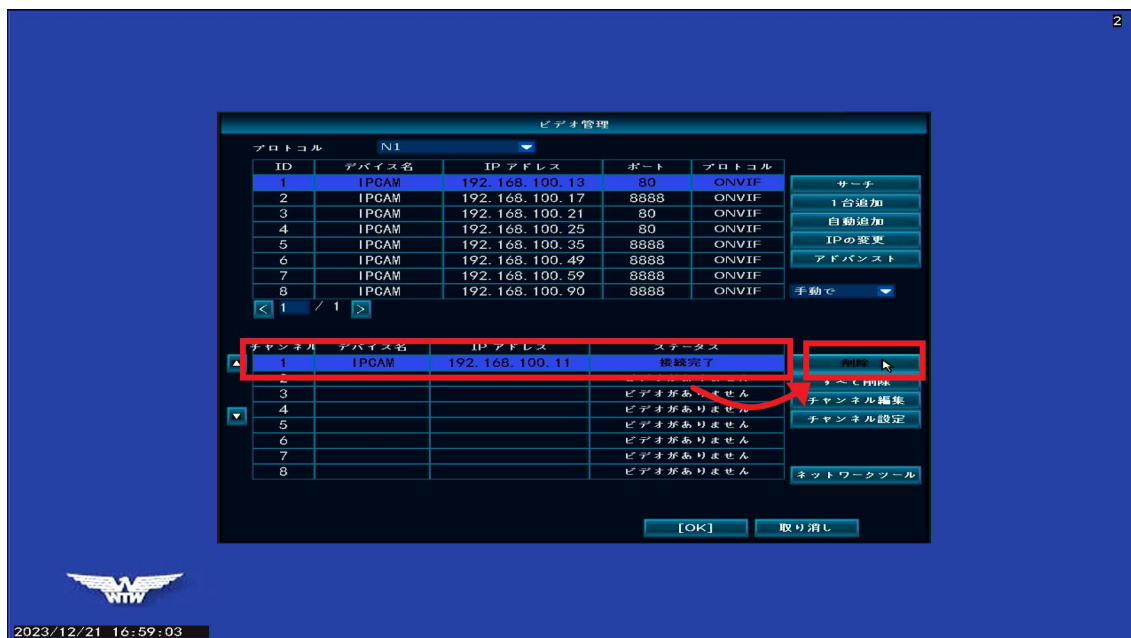 2
ビデオ管理
プロトコル N1
ID デバイス名 IP アドレス ポート プロトコル
1 IPCAM 192.168.100.13 80 ONVIF
サーチ
2 IPCAM 192.168.100.17 8888 ONVIF
1 台追加
3 IPCAM 192.168.100.21 80 ONVIF
自動追加
4 IPCAM 192.168.100.25 80 ONVIF
IPの変更
5 IPCAM 192.168.100.35 8888 ONVIF
6 IPCAM 192.168.100.49 8888 ONVIF
アドバンスト
7 IPCAM 192.168.100.59 8888 ONVIF
8 IPCAM 192.168.100.90 8888 ONVIF
手動で
< 1 / 1 >
チャンネル デバイス名 IP アドレス ステータス
1 IPCAM 192.168.100.11 接続完了
削除
2
すべて削除
3 ビデオがありません
チャンネル編集
4 ビデオがありません
チャンネル設定
5 ビデオがありません
6 ビデオがありません
7 ビデオがありません
8 ビデオがありません
ネットワークツール
[OK] 取り消し
WTW
2023/12/21 16:59:03